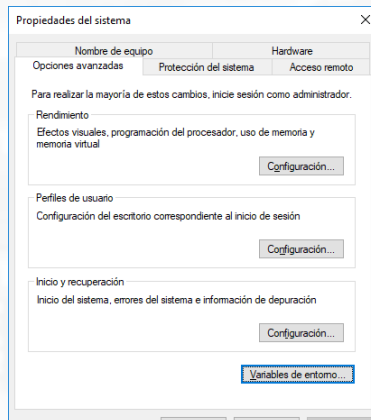 Propiedades del sistema
Nombre de equipo
Hardware
Opciones avanzadas
Protección del sistema
Acceso remoto
Para realizar la mayoría de estos cambios, inicie sesión como administrador.
Rendimiento
Efectos visuales, programación del procesador, uso de memoria y
memoria virtual
Configuración...
Perfiles de usuario
Configuración del escritorio correspondiente al inicio de sesión
Configuración...
Inicio y recuperación
Inicio del sistema, errores del sistema e información de depuración
Configuración...
Variables de entorno...